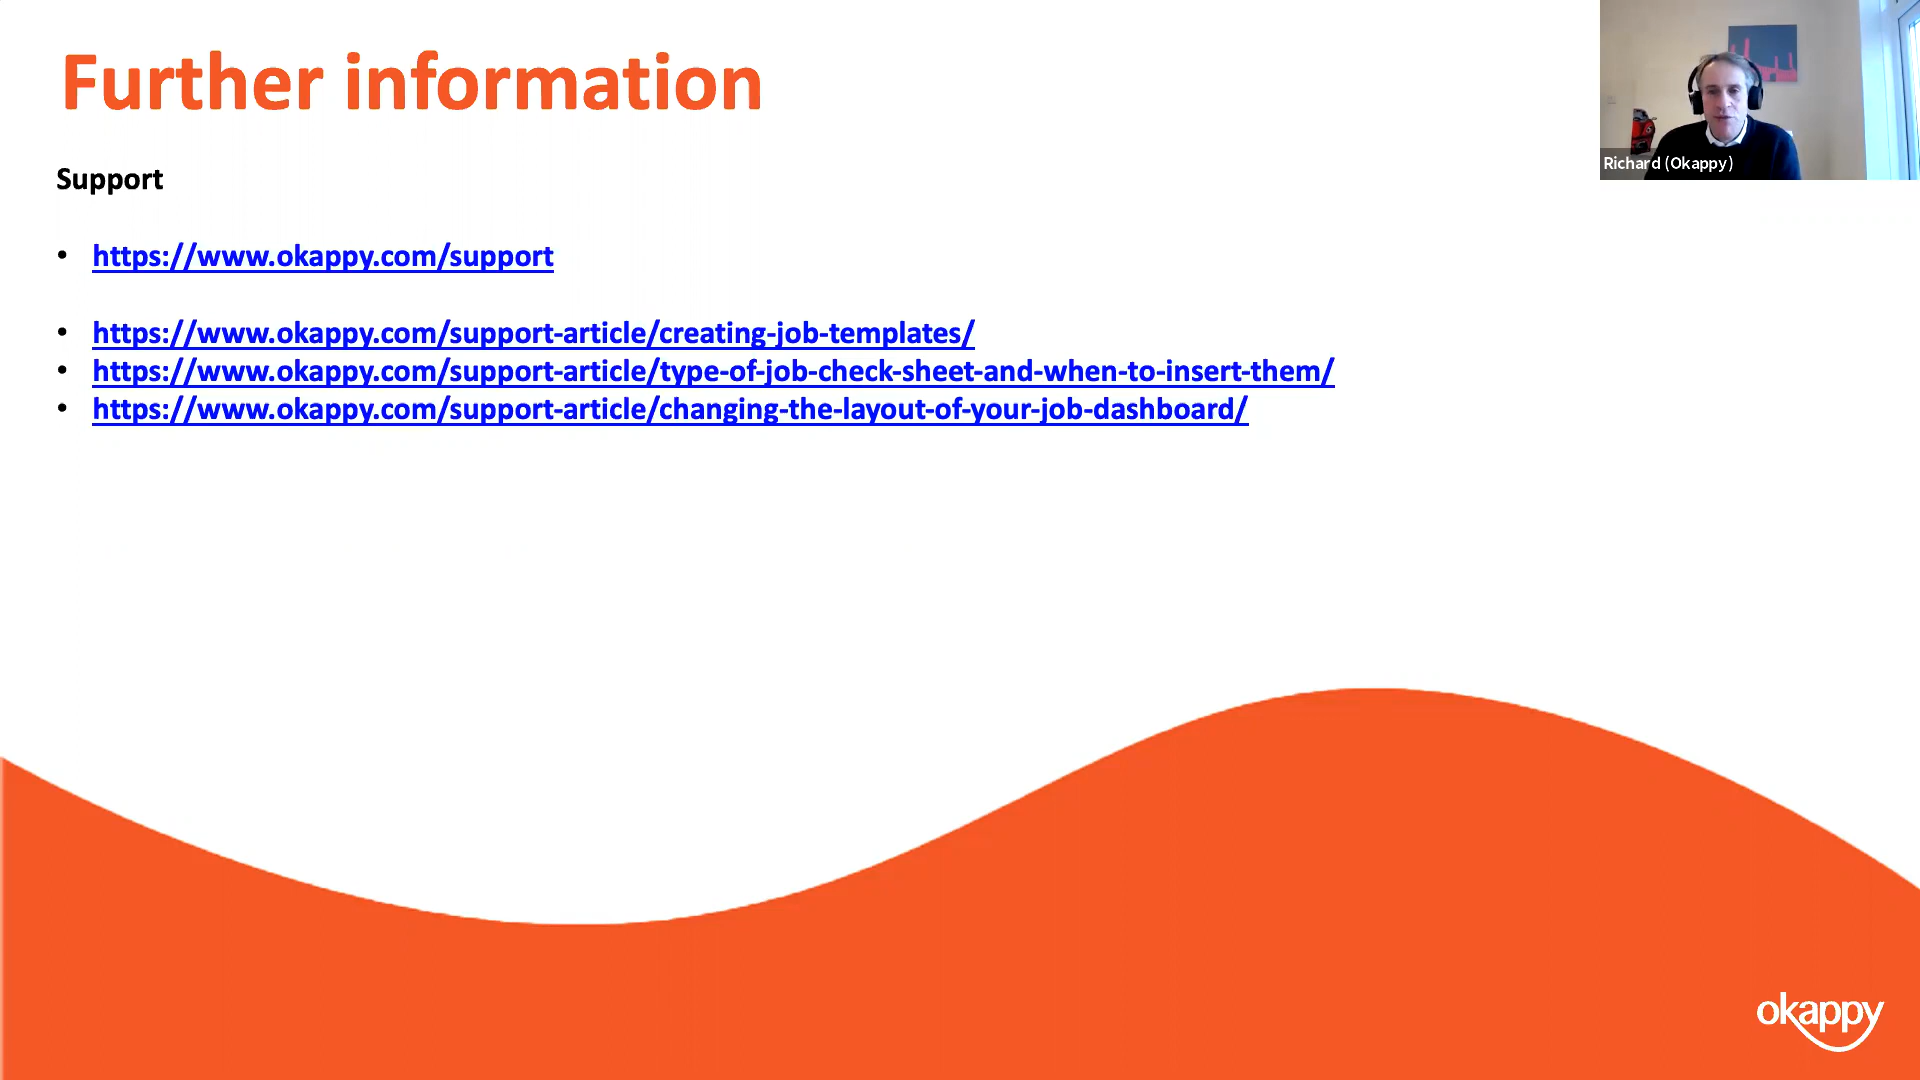 Further information
Richard (Okappy)
Support
• https://www.okappy.com/support
• https://www.okappy.com/support-article/creating-job-templates/
• https://www.okappy.com/support-article/type-of-job-check-sheet-and-when-to-insert-them/
• https://www.okappy.com/support-article/changing-the-layout-of-your-job-dashboard/
okappy